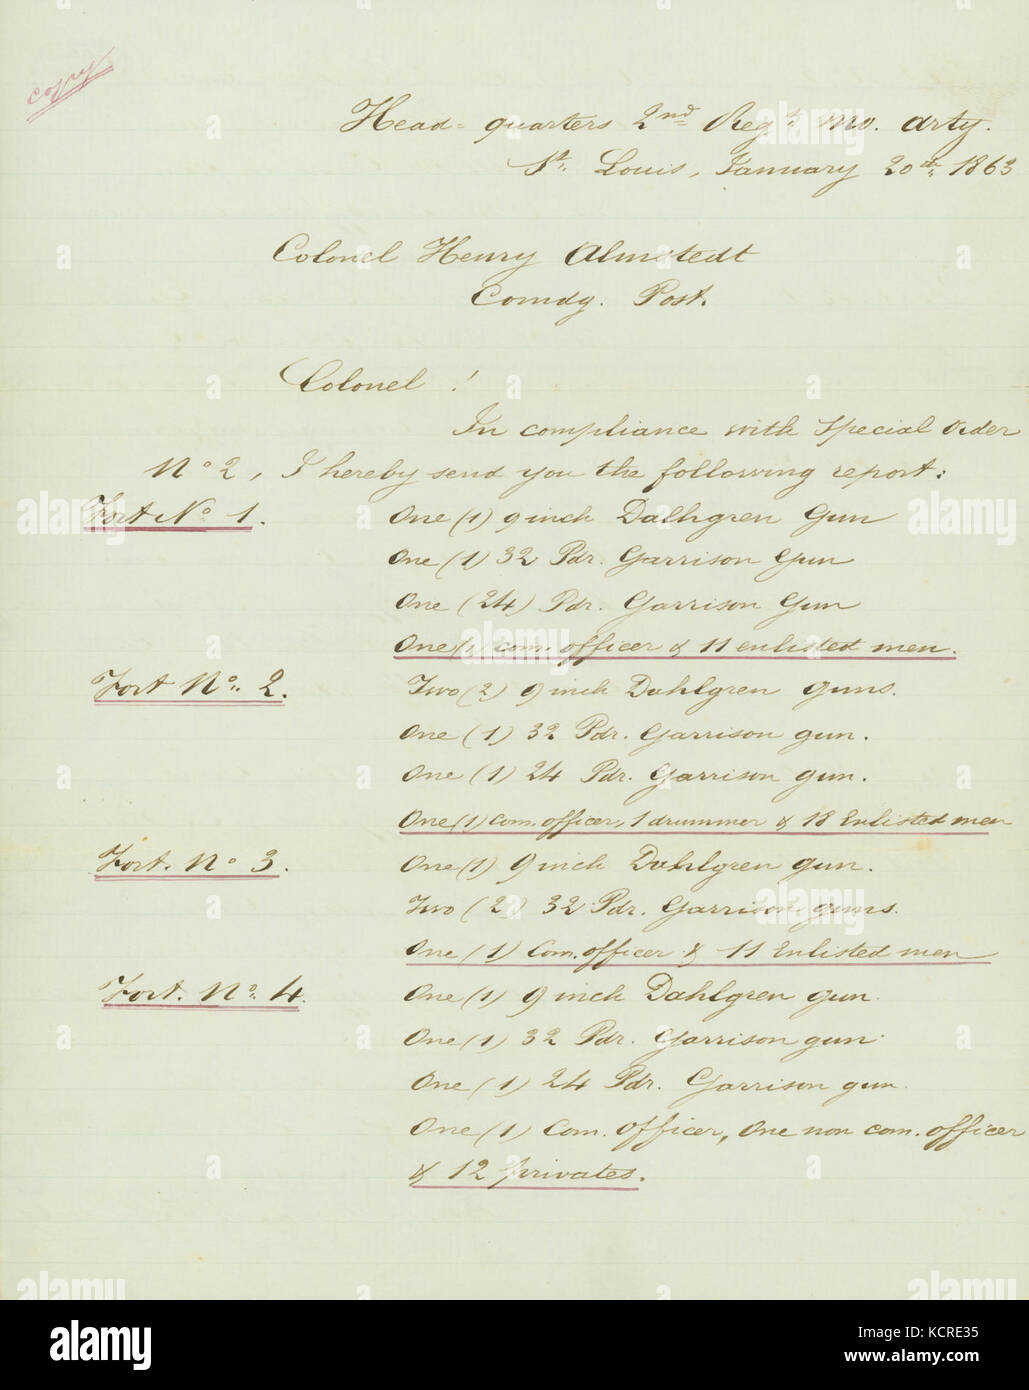 copy
Head-quarters 2nd Regt. Mo. Arty.
St. Louis, January 20th, 1863
Colonel Henry Almstedt
Comdg. Post.
Colonel !
In compliance with Special Order
No 2, I hereby send you the following report:
Fort No 1. One (1) 9 inch Dalhgren Gun
One (1) 32 Pdr. Garrison Gun
One (24) Pdr. Garrison Gun
One (1) com. officer & 11 enlisted men.
Fort No. 2. Two (2) 9 inch Dahlgren guns.
One (1) 32 Pdr. Garrison gun.
One (1) 24 Pdr. Garrison gun.
One (1) Com. officer, 1 drummer & 18 Enlisted men
Fort. No 3. One (1) 9 inch Dahlgren gun.
Two (2) 32 Pdr. Garrison guns.
One (1) Com. officer & 11 Enlisted men
Fort. No. 4. One (1) 9 inch Dahlgren gun.
One (1) 32 Pdr. Garrison gun.
One (1) 24 Pdr. Garrison gun.
One (1) Com. Officer, One non com. officer
& 12 privates.
alamy
Image ID: KCRE35
www.alamy.com